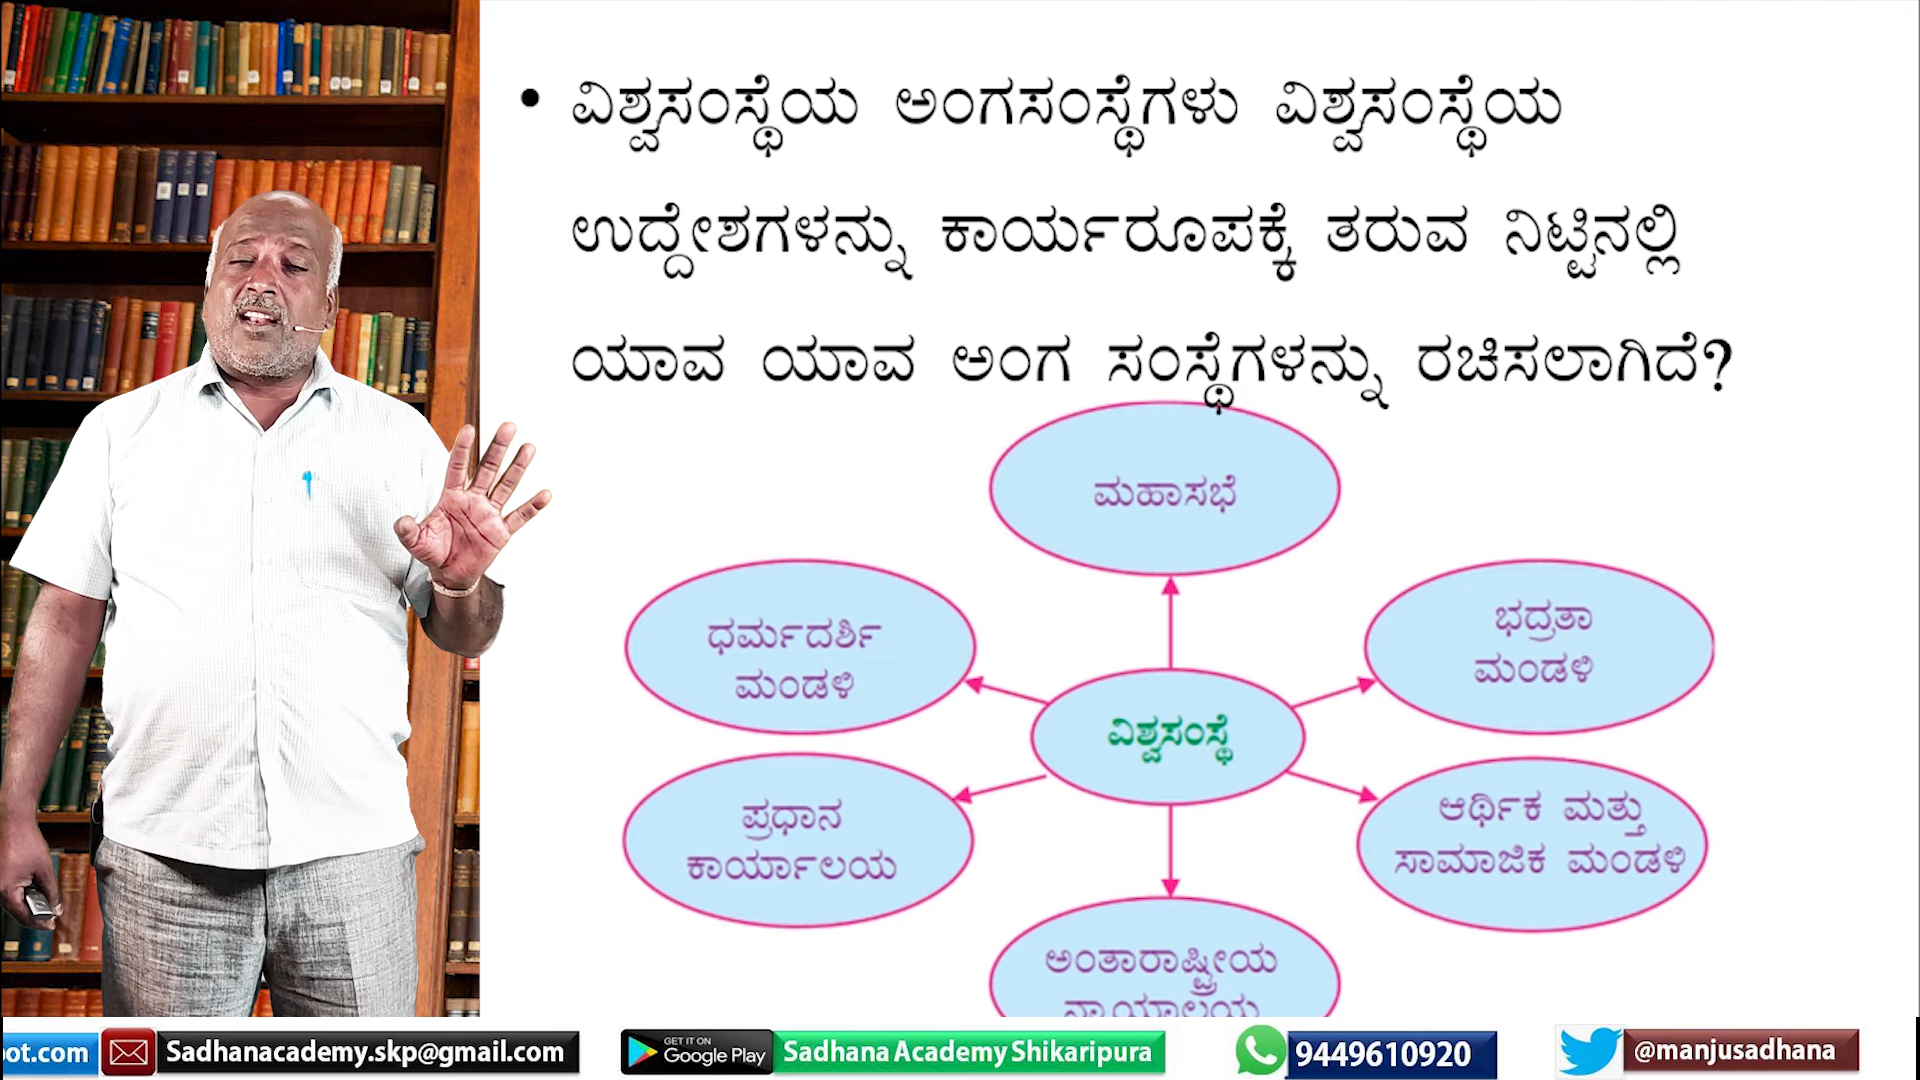 • ವಿಶ್ವಸಂಸ್ಥೆಯ ಅಂಗಸಂಸ್ಥೆಗಳು ವಿಶ್ವಸಂಸ್ಥೆಯ
ಉದ್ದೇಶಗಳನ್ನು ಕಾರ್ಯರೂಪಕ್ಕೆ ತರುವ ನಿಟ್ಟಿನಲ್ಲಿ
ಯಾವ ಯಾವ ಅಂಗ ಸಂಸ್ಥೆಗಳನ್ನು ರಚಿಸಲಾಗಿದೆ?
ಮಹಾಸಭೆ
ಧರ್ಮದರ್ಶಿ
ಮಂಡಳಿ
ಭದ್ರತಾ
ಮಂಡಳಿ
ವಿಶ್ವಸಂಸ್ಥೆ
ಪ್ರಧಾನ
ಕಾರ್ಯಾಲಯ
ಆರ್ಥಿಕ ಮತ್ತು
ಸಾಮಾಜಿಕ ಮಂಡಳಿ
ಅಂತಾರಾಷ್ಟ್ರೀಯ
ನ್ಯಾಯಾಲಯ
ot.com
Sadhanacademy.skp@gmail.com
GET IT ON
Google Play
Sadhana Academy Shikaripura
9449610920
@manjusadhana